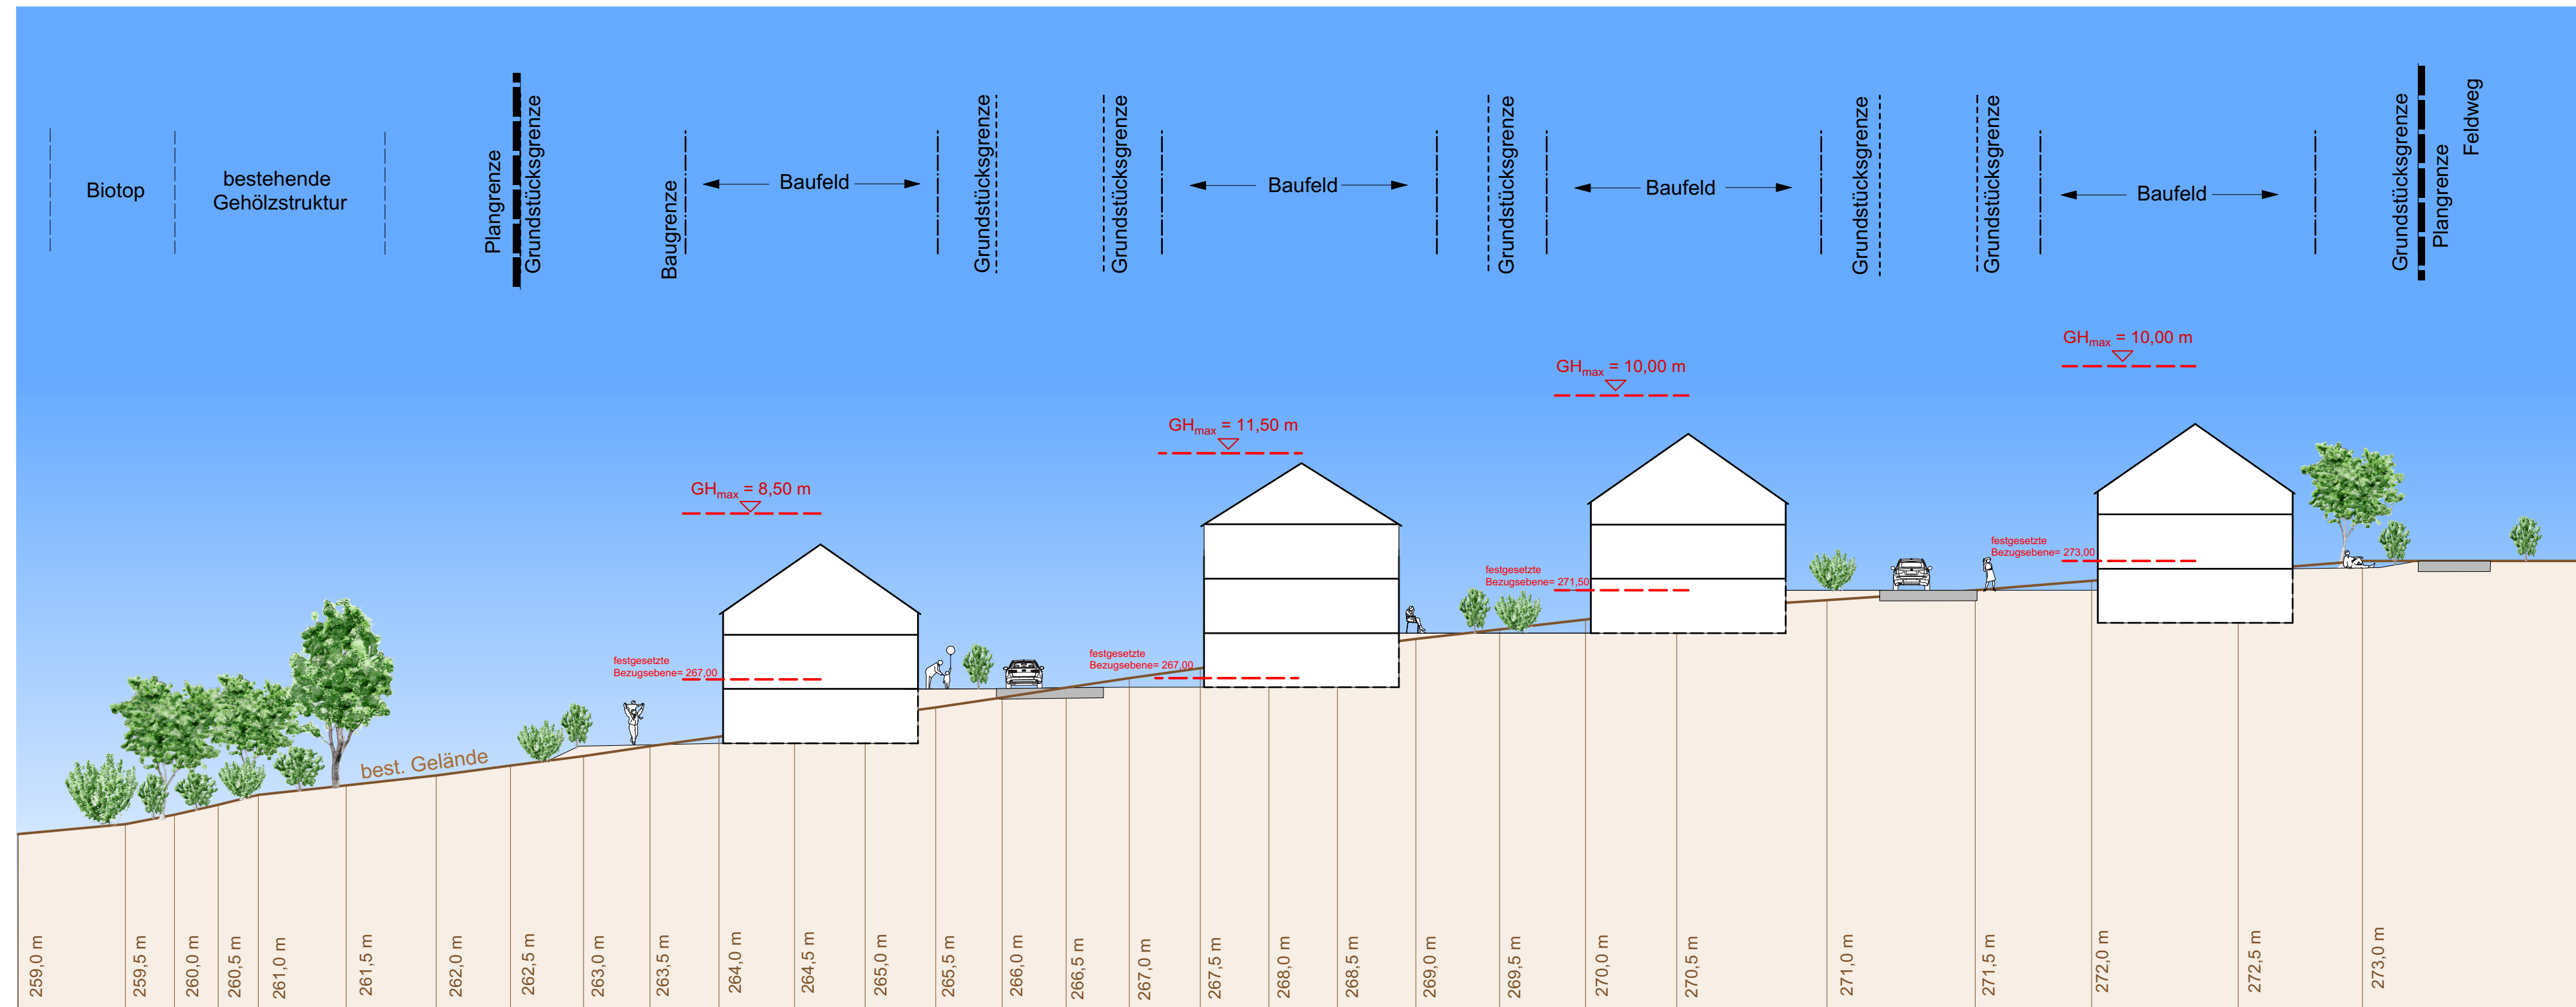 Biotop
bestehende
Gehölzstruktur
Plangrenze
Grundstücksgrenze
Baugrenze
Baufeld
Grundstücksgrenze
Grundstücksgrenze
Baufeld
Grundstücksgrenze
Baufeld
Grundstücksgrenze
Grundstücksgrenze
Baufeld
Grundstücksgrenze
Plangrenze
Feldweg
GHmax = 8,50 m
GHmax = 11,50 m
GHmax = 10,00 m
GHmax = 10,00 m
festgesetzte
Bezugsebene= 267,00
festgesetzte
Bezugsebene= 267,00
festgesetzte
Bezugsebene= 271,50
festgesetzte
Bezugsebene= 273,00
best. Gelände
259,0 m
259,5 m
260,0 m
260,5 m
261,0 m
261,5 m
262,0 m
262,5 m
263,0 m
263,5 m
264,0 m
264,5 m
265,0 m
265,5 m
266,0 m
266,5 m
267,0 m
267,5 m
268,0 m
268,5 m
269,0 m
269,5 m
270,0 m
270,5 m
271,0 m
271,5 m
272,0 m
272,5 m
273,0 m